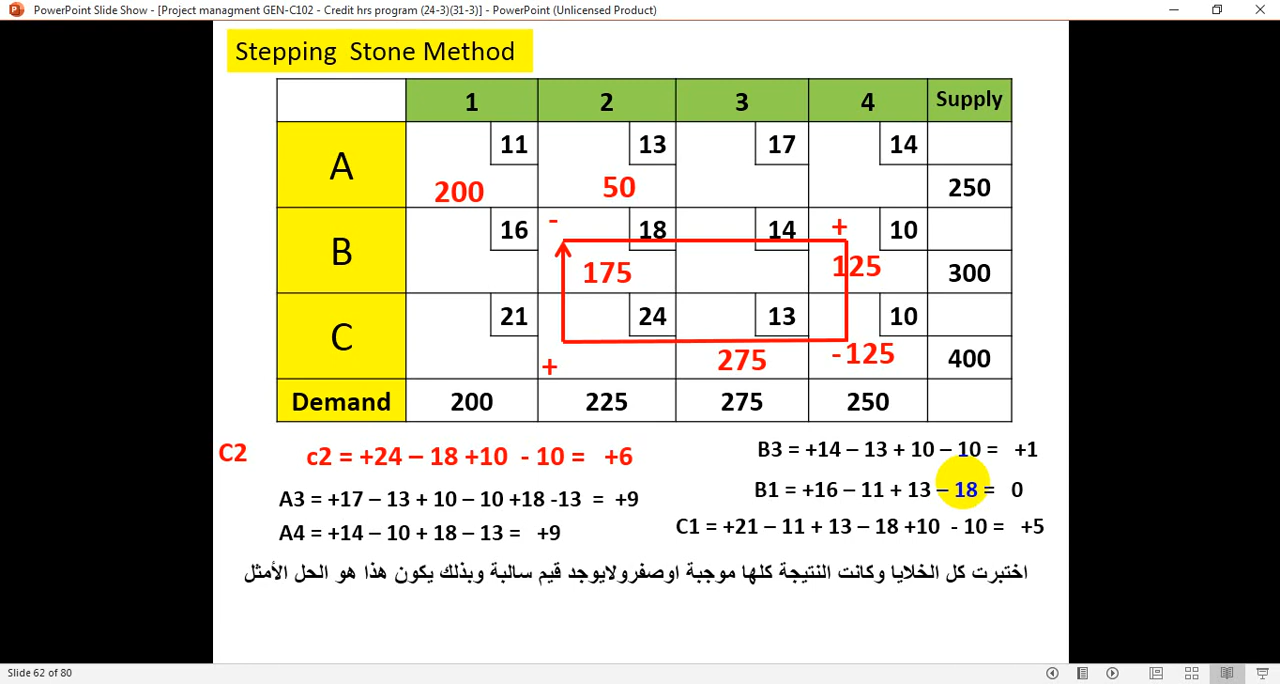 PowerPoint Slide Show - [Project managment GEN-C102 - Credit hrs program (24-3)(31-3)] - PowerPoint (Unlicensed Product)
Stepping Stone Method
1 2 3 4 Supply
A 11 13 17 14
200 50 250
B 16 - 18 14 + 10
175 125 300
C 21 24 13 10
+ 275 -125 400
Demand 200 225 275 250
C2 c2 = +24 – 18 +10 - 10 = +6
A3 = +17 – 13 + 10 – 10 +18 -13 = +9
A4 = +14 – 10 + 18 – 13 = +9
B3 = +14 – 13 + 10 – 10 = +1
B1 = +16 – 11 + 13 – 18 = 0
C1 = +21 – 11 + 13 – 18 +10 - 10 = +5
اختبرت كل الخلايا وكانت النتيجة كلها موجبة اوصفرولايوجد قيم سالبة وبذلك يكون هذا هو الحل الأمثل
Slide 62 of 80